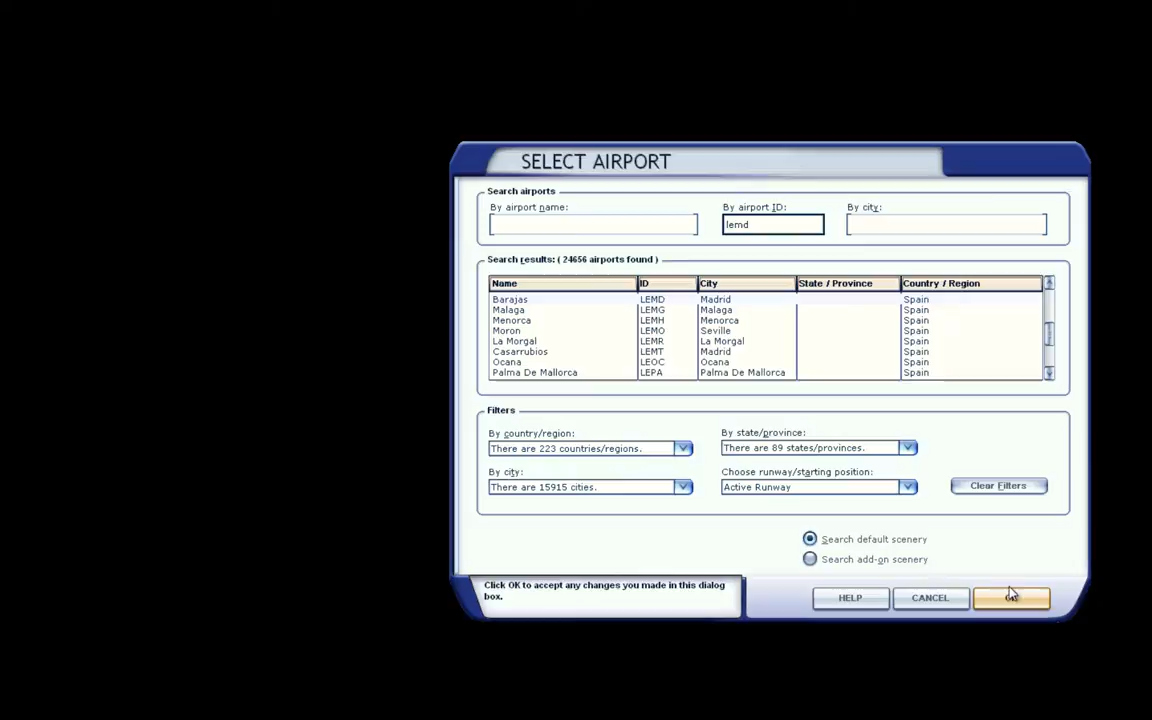 SELECT AIRPORT
Search airports
By airport name: By airport ID: By city:
lemd
Search results: ( 24656 airports found )
Name ID City State / Province Country / Region
Barajas LEMD Madrid Spain
Malaga LEMG Malaga Spain
Menorca LEMH Menorca Spain
Moron LEMO Seville Spain
La Morgal LEMR La Morgal Spain
Casarrubios LEMT Madrid Spain
Ocana LEOC Ocana Spain
Palma De Mallorca LEPA Palma De Mallorca Spain
Filters
By country/region: By state/province:
There are 223 countries/regions. There are 89 states/provinces.
By city: Choose runway/starting position:
There are 15915 cities. Active Runway Clear Filters
Search default scenery
Search add-on scenery
Click OK to accept any changes you made in this dialog
box.
HELP CANCEL